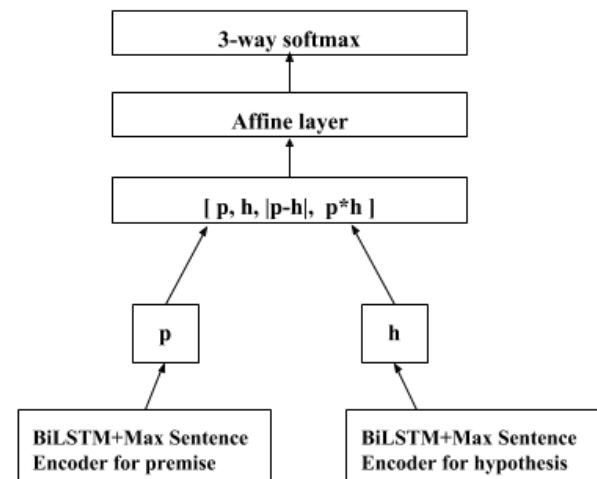 3-way softmax
Affine layer
[ p, h, |p-h|, p*h ]
p
h
BiLSTM+Max Sentence
Encoder for premise
BiLSTM+Max Sentence
Encoder for hypothesis